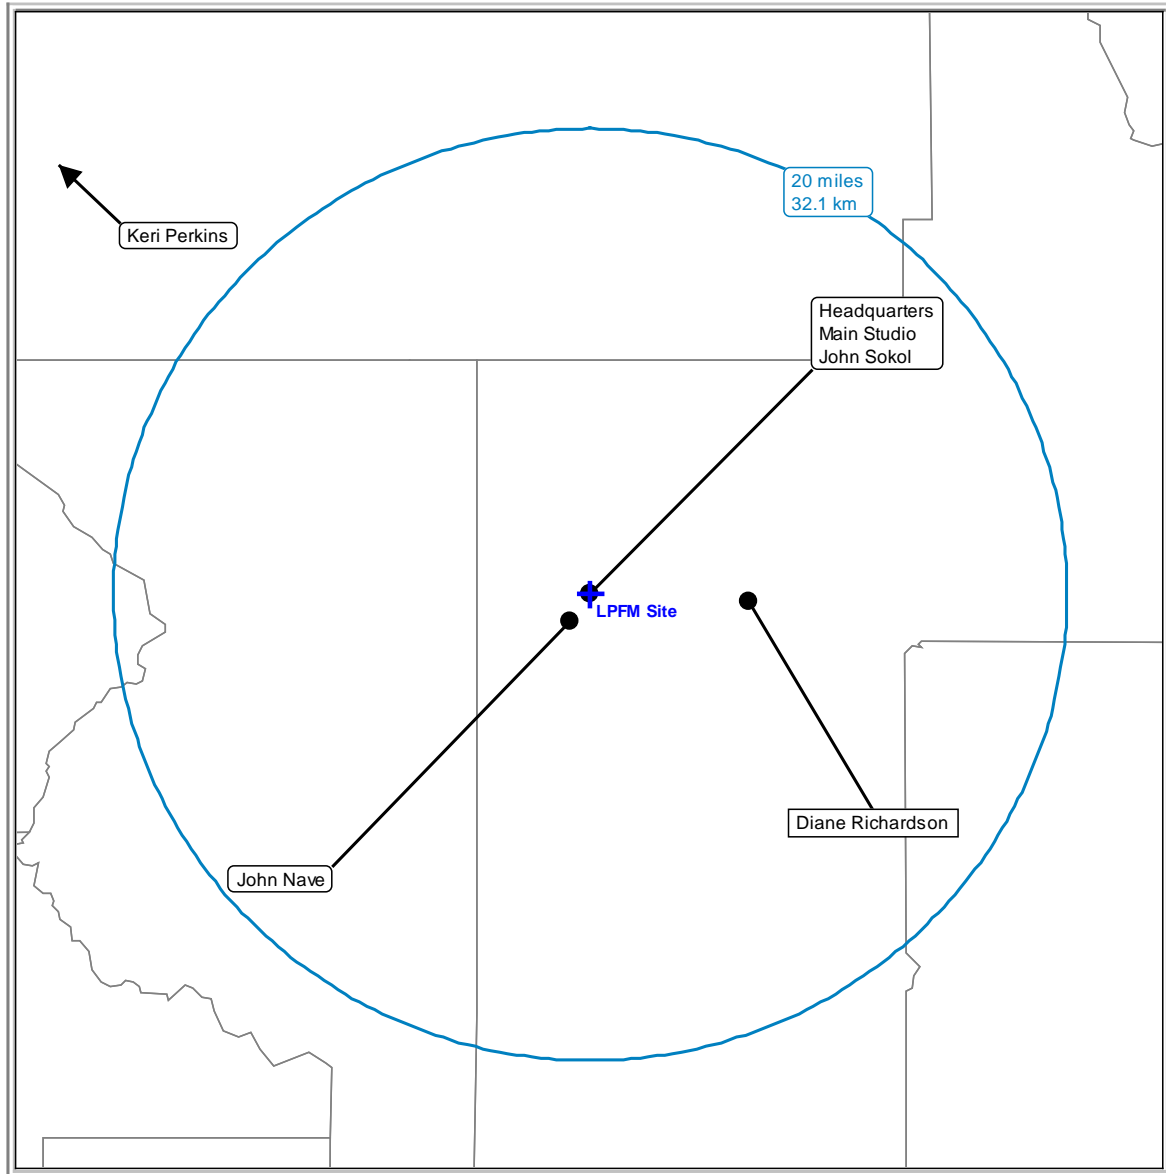 20 miles
32.1 km
Keri Perkins
Headquarters
Main Studio
John Sokol
LPFM Site
Diane Richardson
John Nave